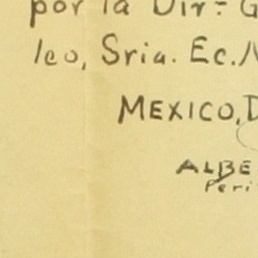 por la Dir. G
leo, Sria. Ec. N
MEXICO, D
ALBE
Peri